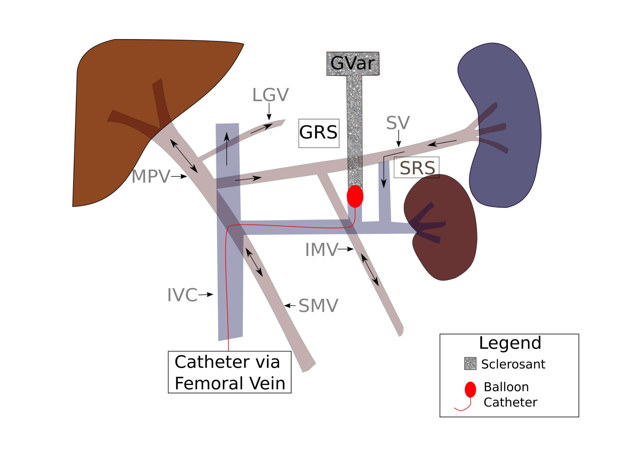 GVar
LGV
GRS
SV
SRS
MPV
IMV
IVC
SMV
Catheter via
Femoral Vein
Legend
Sclerosant
Balloon
Catheter